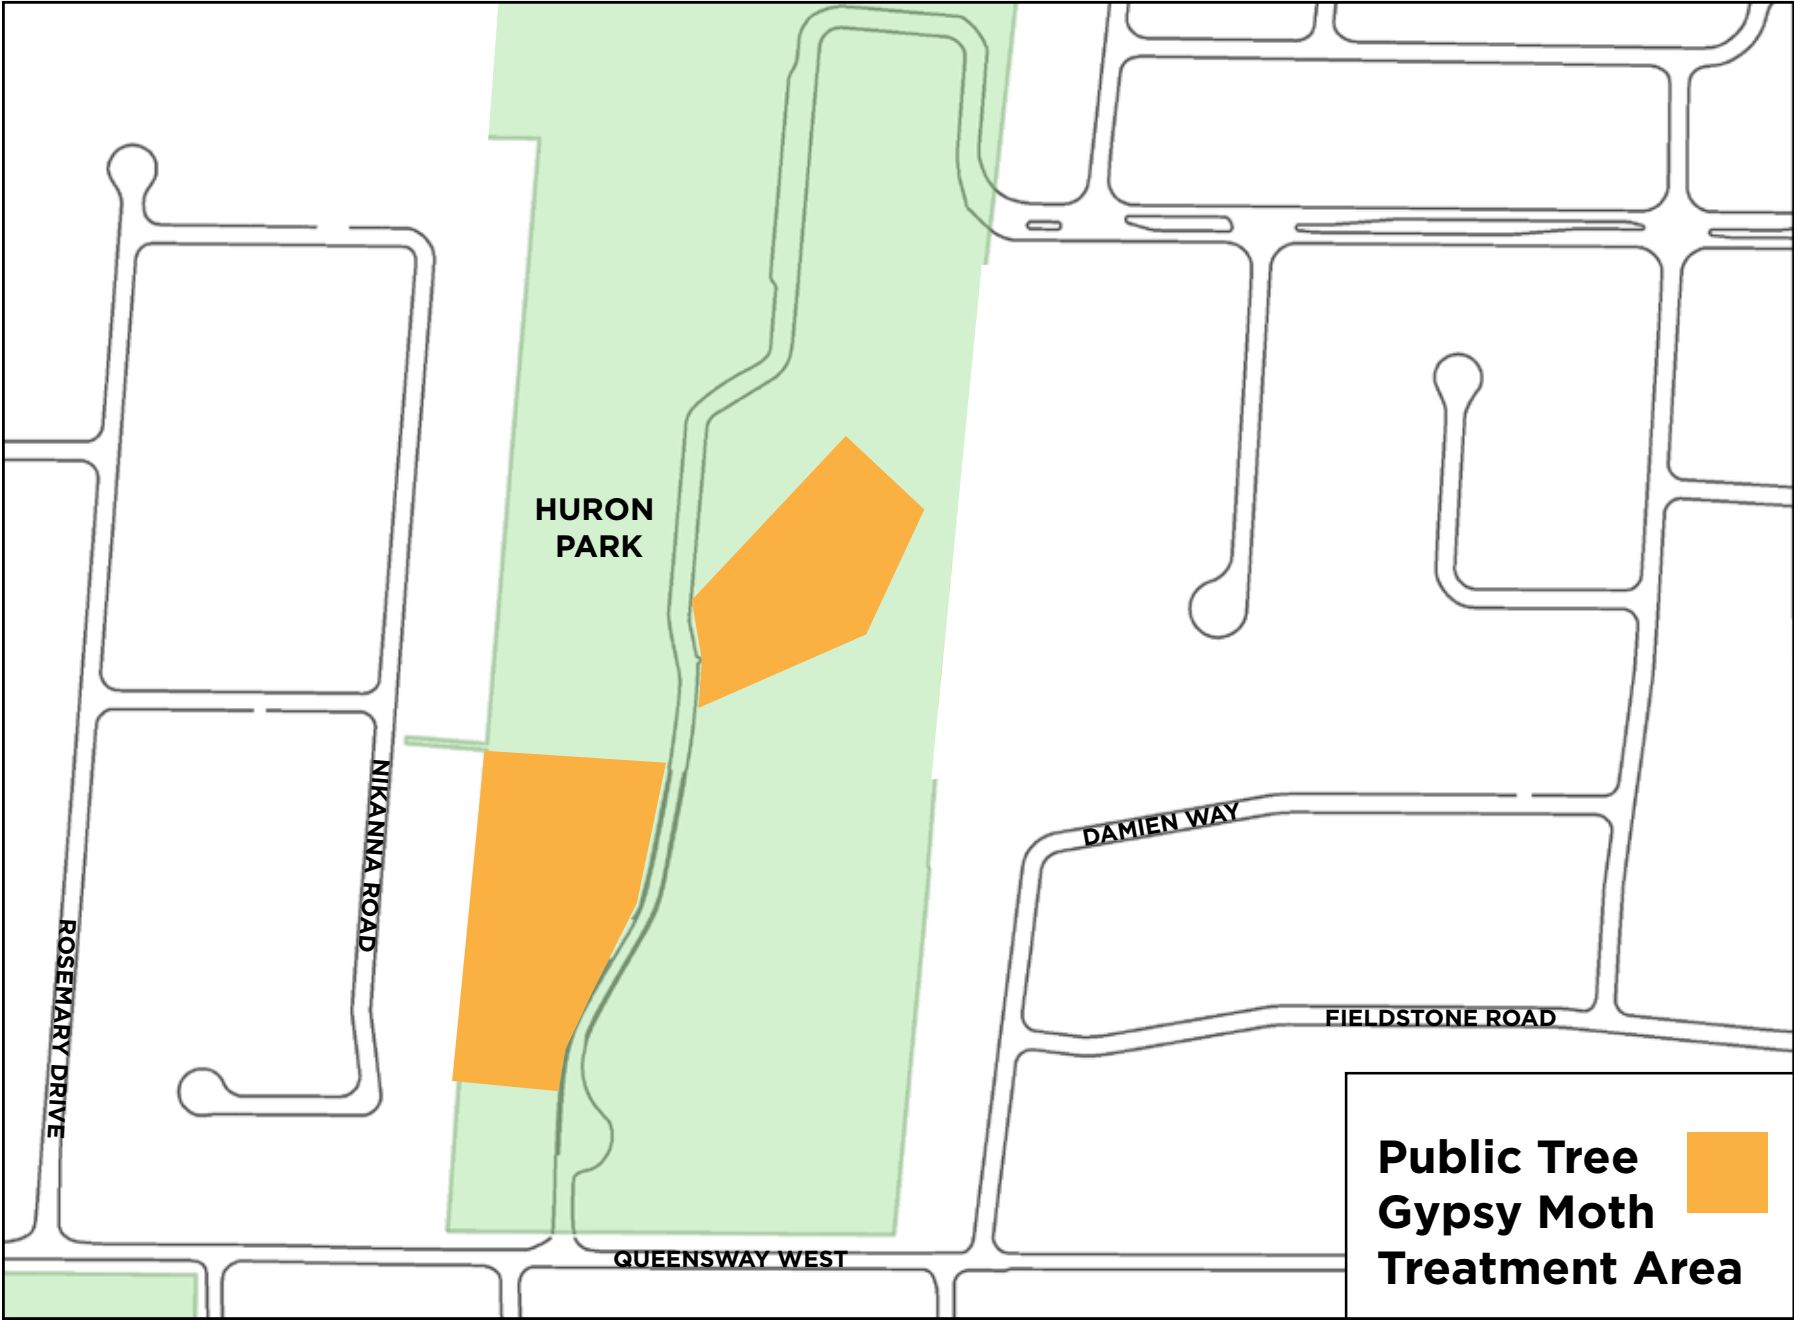 HURON
PARK
NIKANNA ROAD
DAMIEN WAY
ROSEMARY DRIVE
FIELDSTONE ROAD
QUEENSWAY WEST
Public Tree
Gypsy Moth
Treatment Area